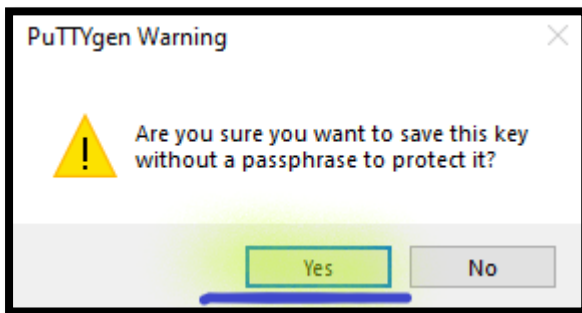 PuTTYgen Warning
Are you sure you want to save this key
without a passphrase to protect it?
Yes
No